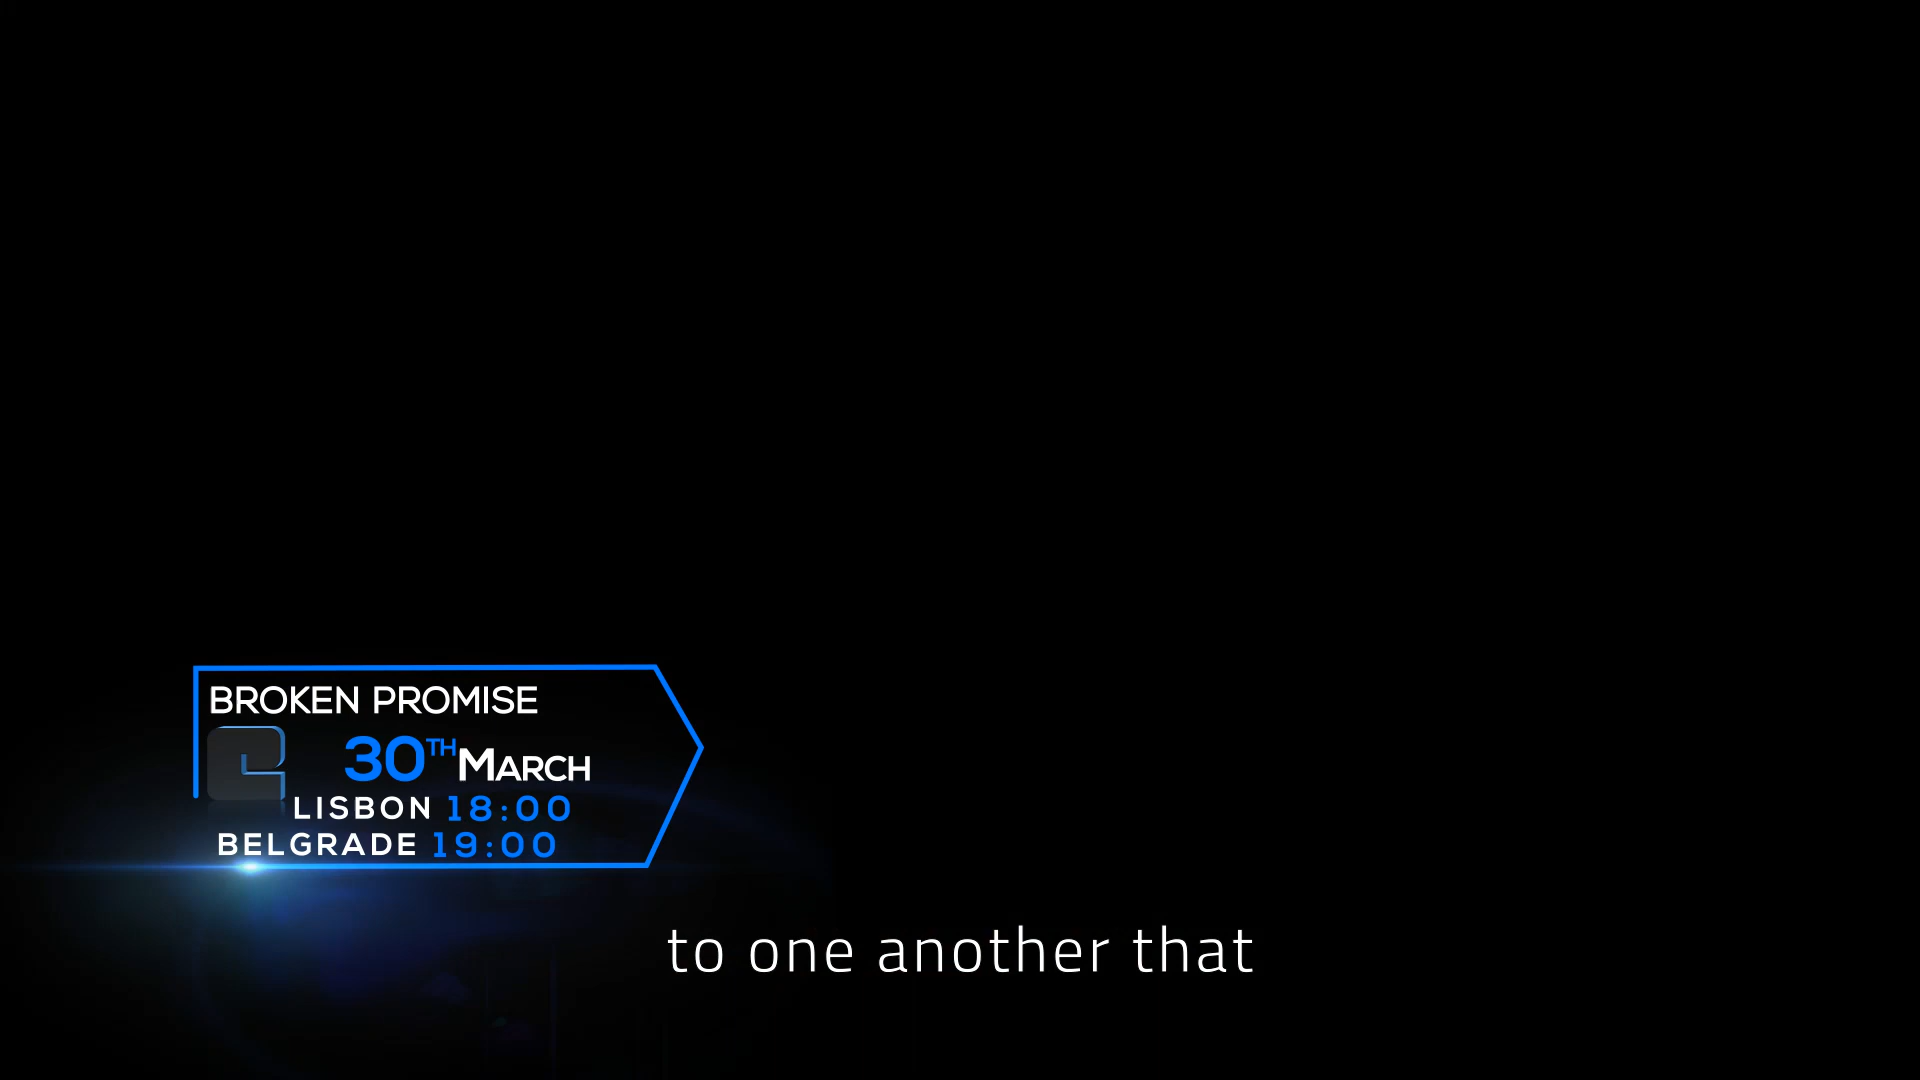 BROKEN PROMISE
30TH MARCH
LISBON 18:00
BELGRADE 19:00
to one another that